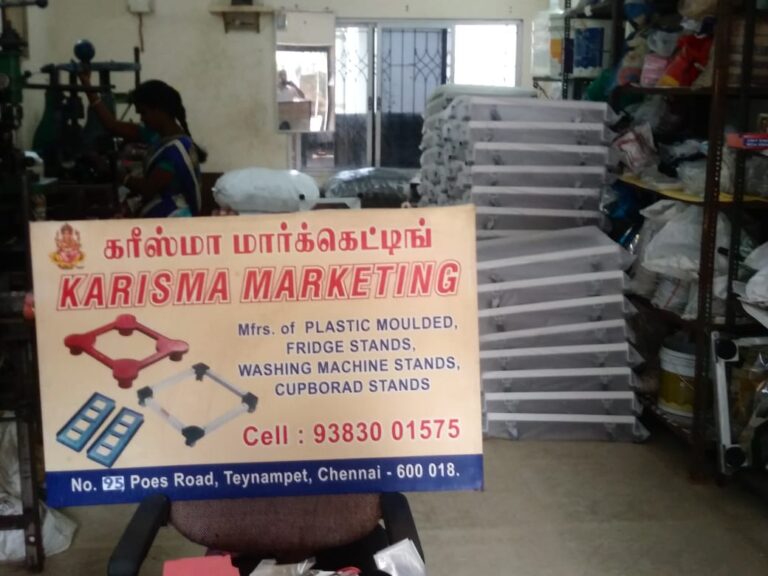 கரீஸ்மா மார்க்கெட்டிங்
KARISMA MARKETING
Mfrs. of PLASTIC MOULDED,
FRIDGE STANDS,
WASHING MACHINE STANDS,
CUPBORAD STANDS
Cell : 93830 01575
No. 95 Poes Road, Teynampet, Chennai - 600 018.